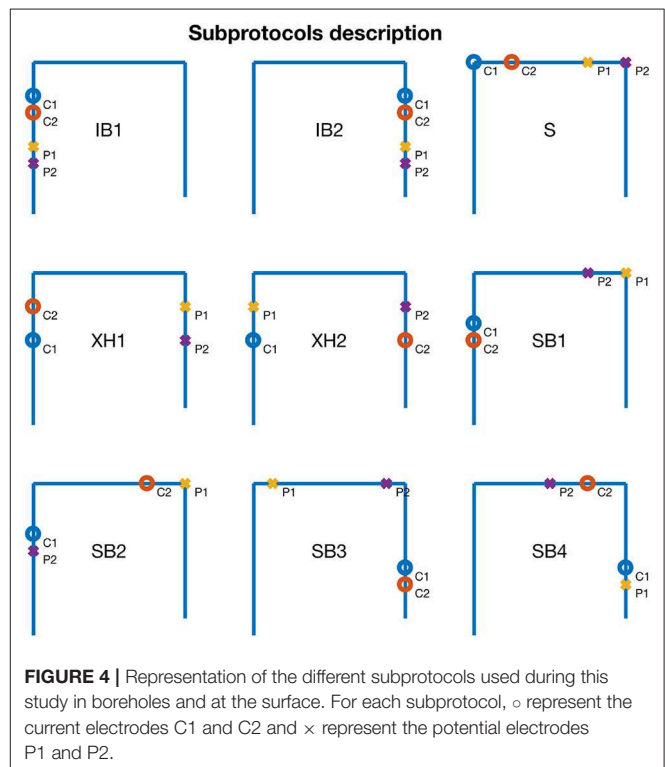 Subprotocols description
C1
C2
IB1
P1
P2
C1
C2
IB2
P1
P2
C1 C2 P1 P2
S
C2
P1
XH1
C1
P2
P1
P2
XH2
C1
C2
P2 P1
C1
SB1
C2
C2 P1
C1
SB2
P2
P1 P2
SB3
C1
C2
P2 C2
SB4
C1
P1
FIGURE 4 | Representation of the different subprotocols used during this
study in boreholes and at the surface. For each subprotocol, ○ represent the
current electrodes C1 and C2 and × represent the potential electrodes
P1 and P2.